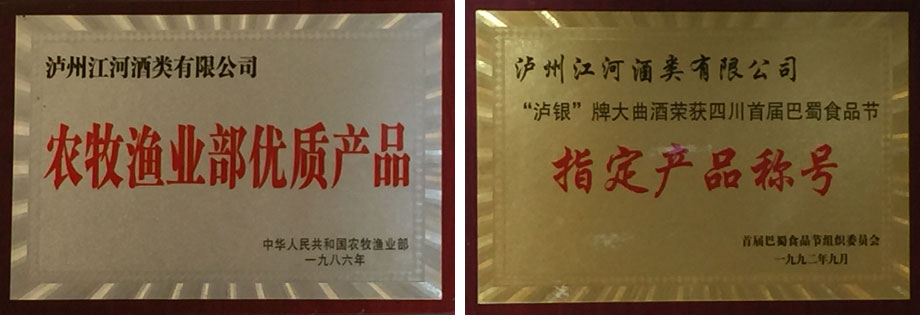 泸州江河酒类有限公司
农牧渔业部优质产品
中华人民共和国农牧渔业部
一九八六年
泸州江河酒类有限公司
“泸银”牌大曲酒荣获四川首届巴蜀食品节
指定产品称号
首届巴蜀食品节组织委员会
一九九二年九月